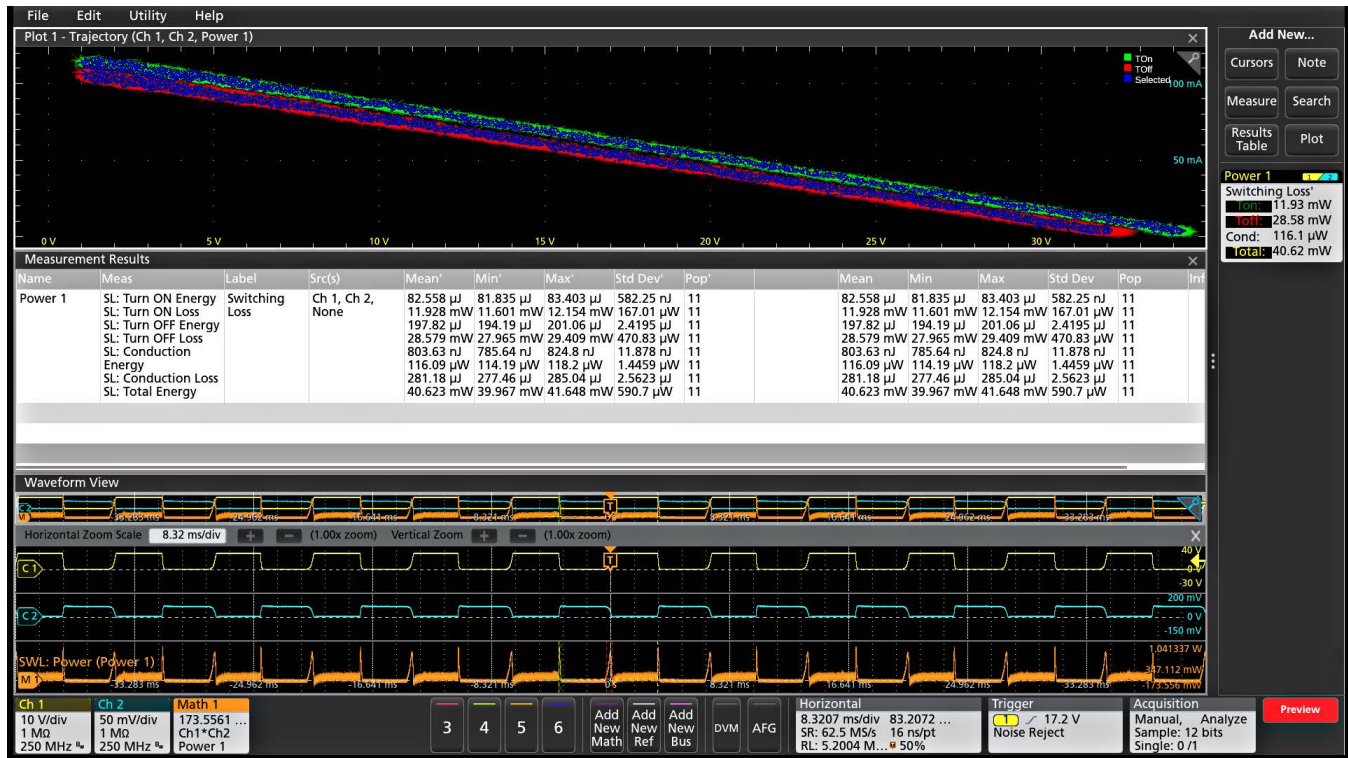 File Edit Utility Help
Plot 1 - Trajectory (Ch 1, Ch 2, Power 1)
TOn
TOff
Selected
100 mA
50 mA
0 V 5 V 10 V 15 V 20 V 25 V 30 V
Measurement Results
Name Meas Label Src(s) Mean' Min' Max' Std Dev' Pop' Mean Min Max Std Dev Pop Inf
Power 1 SL: Turn ON Energy Switching Ch 1, Ch 2, 82.558 µJ 81.835 µJ 83.403 µJ 582.25 nJ 11 82.558 µJ 81.835 µJ 83.403 µJ 582.25 nJ 11
SL: Turn ON Loss Loss None 11.928 mW 11.601 mW 12.154 mW 167.01 µW 11 11.928 mW 11.601 mW 12.154 mW 167.01 µW 11
SL: Turn OFF Energy 197.82 µJ 194.19 µJ 201.06 µJ 2.4195 µJ 11 197.82 µJ 194.19 µJ 201.06 µJ 2.4195 µJ 11
SL: Turn OFF Loss 28.579 mW 27.965 mW 29.409 mW 470.83 µW 11 28.579 mW 27.965 mW 29.409 mW 470.83 µW 11
SL: Conduction 803.63 nJ 785.64 nJ 824.8 nJ 11.878 nJ 11 803.63 nJ 785.64 nJ 824.8 nJ 11.878 nJ 11
Energy 116.09 µW 114.19 µW 118.2 µW 1.4459 µW 11 116.09 µW 114.19 µW 118.2 µW 1.4459 µW 11
SL: Conduction Loss 281.18 µJ 277.46 µJ 285.04 µJ 2.5623 µJ 11 281.18 µJ 277.46 µJ 285.04 µJ 2.5623 µJ 11
SL: Total Energy 40.623 mW 39.967 mW 41.648 mW 590.7 µW 11 40.623 mW 39.967 mW 41.648 mW 590.7 µW 11
Waveform View
C2
M
-33.283 ms -24.962 ms -16.641 ms -8.321 ms T 8.321 ms 16.641 ms 24.962 ms 33.283 ms
Horizontal Zoom Scale 8.32 ms/div + - (1.00x zoom) Vertical Zoom + - (1.00x zoom)
T
40 V
C 1 0 V
-30 V
200 mV
C 2 0 V
-150 mV
1.041337 W
SWL: Power (Power 1)
347.112 mW
M 1
-173.556 mW
-33.283 ms -24.962 ms -16.641 ms -8.321 ms 0 s 8.321 ms 16.641 ms 24.962 ms 33.283 ms
Ch 1
10 V/div
1 MΩ
250 MHz
Ch 2
50 mV/div
1 MΩ
250 MHz
Math 1
173.5561 ...
Ch1*Ch2
Power 1
3 4 5 6
Add New Math
Add New Ref
Add New Bus
DVM
AFG
Horizontal
8.3207 ms/div 83.2072 ...
SR: 62.5 MS/s 16 ns/pt
RL: 5.2004 M... 50%
Trigger
1 17.2 V
Noise Reject
Acquisition
Manual, Analyze
Sample: 12 bits
Single: 0 /1
Preview
Add New...
Cursors Note
Measure Search
Results Table Plot
Power 1 1 2
Switching Loss'
Ton: 11.93 mW
Toff: 28.58 mW
Cond: 116.1 µW
Total: 40.62 mW